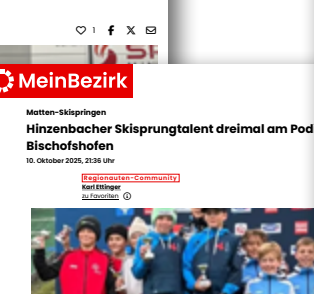 1
MeinBezirk
Matten-Skispringen
Hinzenbacher Skisprungtalent dreimal am Pod
Bischofshofen
10. Oktober 2025, 21:36 Uhr
Regionauten-Community
Karl Ettinger
zu Favoriten